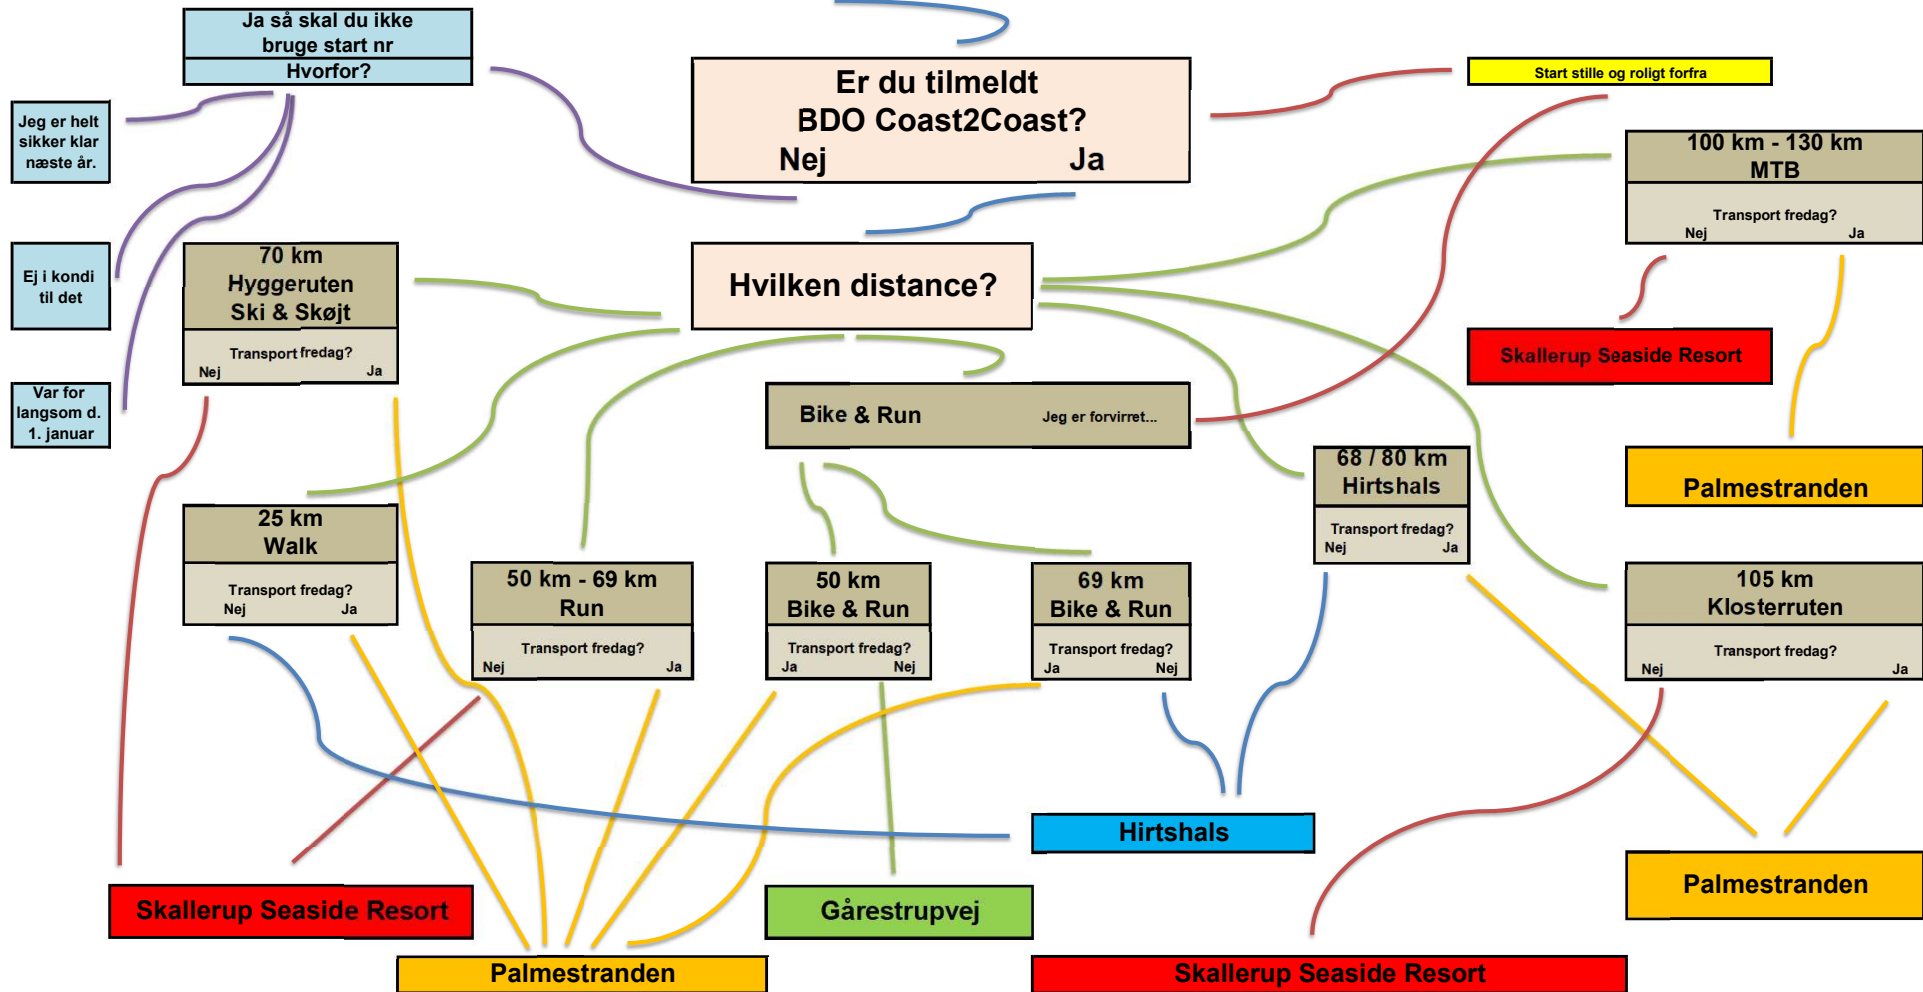 Ja så skal du ikke
bruge start nr
Hvorfor?
Er du tilmeldt
BDO Coast2Coast?
Nej Ja
Start stille og roligt forfra
Jeg er helt
sikker klar
næste år.
100 km - 130 km
MTB
Transport fredag?
Nej Ja
Ej i kondi
til det
70 km
Hyggeruten
Ski & Skøjt
Transport fredag?
Nej Ja
Hvilken distance?
Skallerup Seaside Resort
Var for
langsom d.
1. januar
Bike & Run Jeg er forvirret...
68 / 80 km
Hirtshals
Transport fredag?
Nej Ja
Palmestranden
25 km
Walk
Transport fredag?
Nej Ja
50 km - 69 km
Run
Transport fredag?
Nej Ja
50 km
Bike & Run
Transport fredag?
Ja Nej
69 km
Bike & Run
Transport fredag?
Ja Nej
105 km
Klosterruten
Transport fredag?
Nej Ja
Hirtshals
Palmestranden
Skallerup Seaside Resort
Gårestrupvej
Palmestranden
Skallerup Seaside Resort